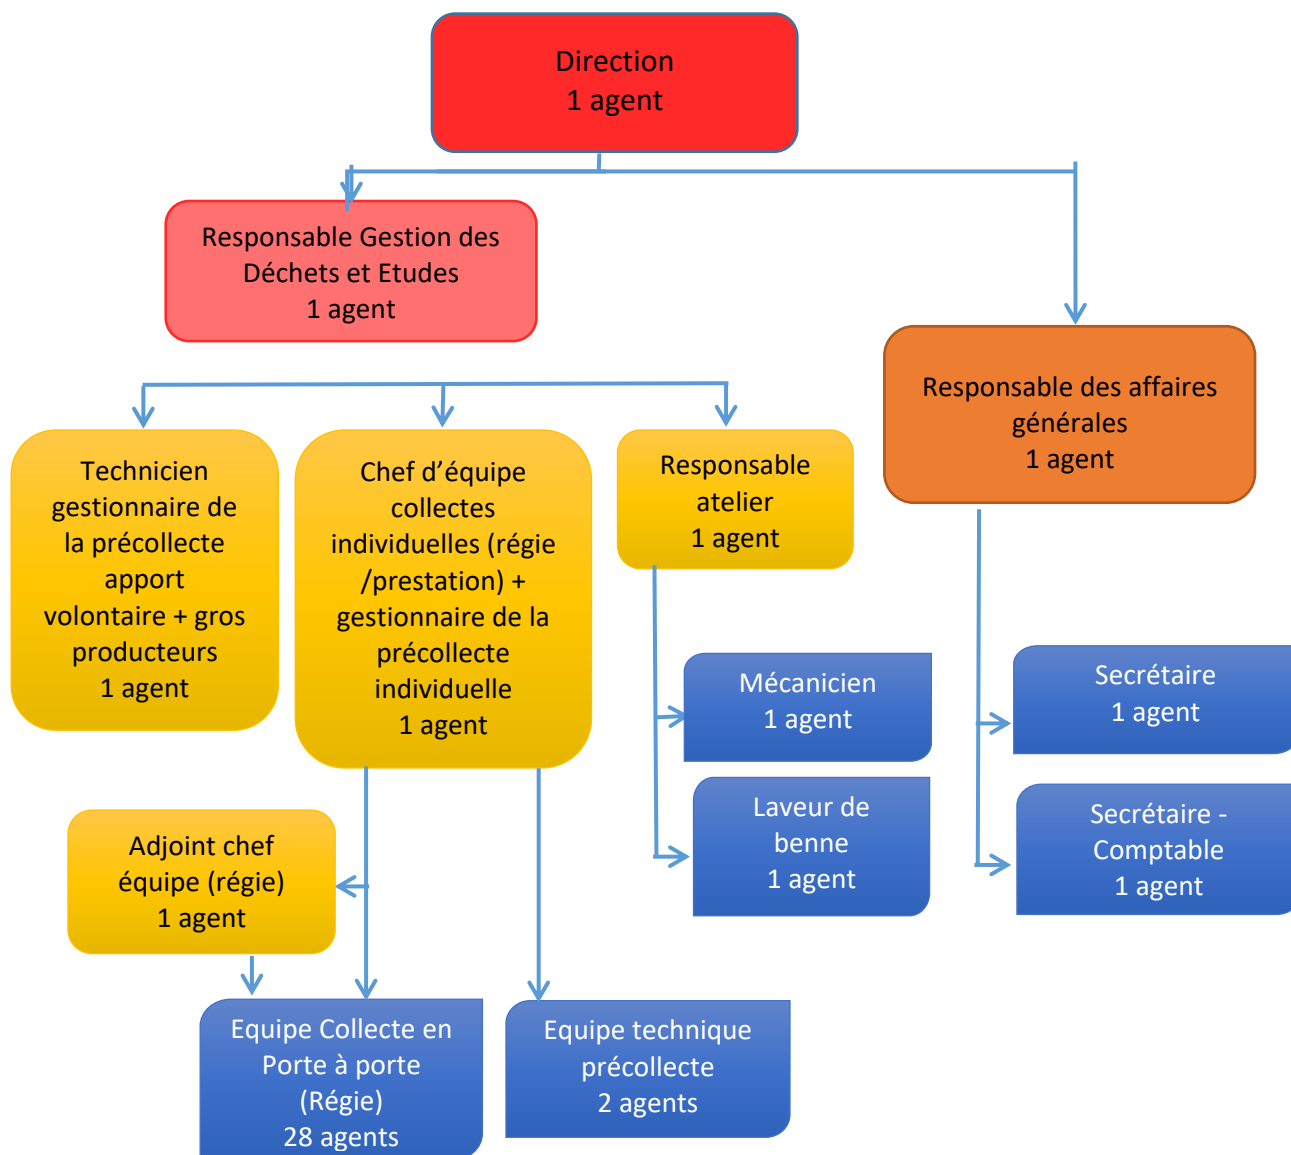 Direction
1 agent
Responsable Gestion des
Déchets et Etudes
1 agent
Responsable des affaires
générales
1 agent
Technicien
gestionnaire de
la précollecte
apport
volontaire + gros
producteurs
1 agent
Chef d’équipe
collectes
individuelles (régie
/prestation) +
gestionnaire de la
précollecte
individuelle
1 agent
Responsable
atelier
1 agent
Mécanicien
1 agent
Secrétaire
1 agent
Laveur de
benne
1 agent
Secrétaire -
Comptable
1 agent
Adjoint chef
équipe (régie)
1 agent
Equipe Collecte en
Porte à porte
(Régie)
28 agents
Equipe technique
précollecte
2 agents